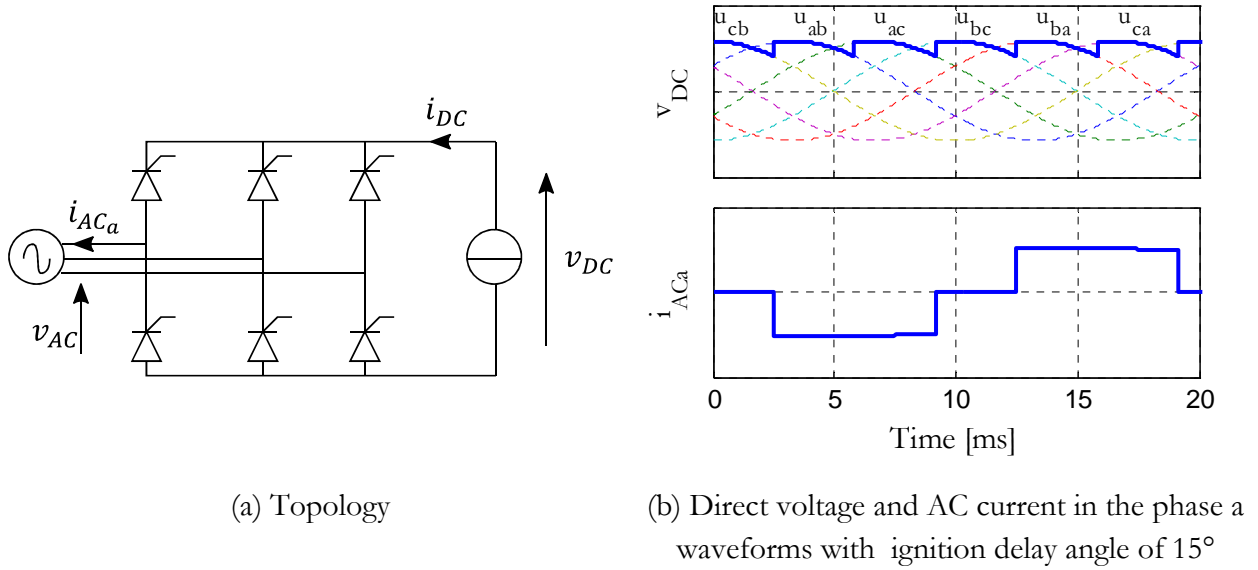 i_DC
i_ACa
v_AC
v_DC
(a) Topology
u_cb u_ab u_ac u_bc u_ba u_ca
v_DC
i_ACa
0 5 10 15 20
Time [ms]
(b) Direct voltage and AC current in the phase a
waveforms with ignition delay angle of 15°